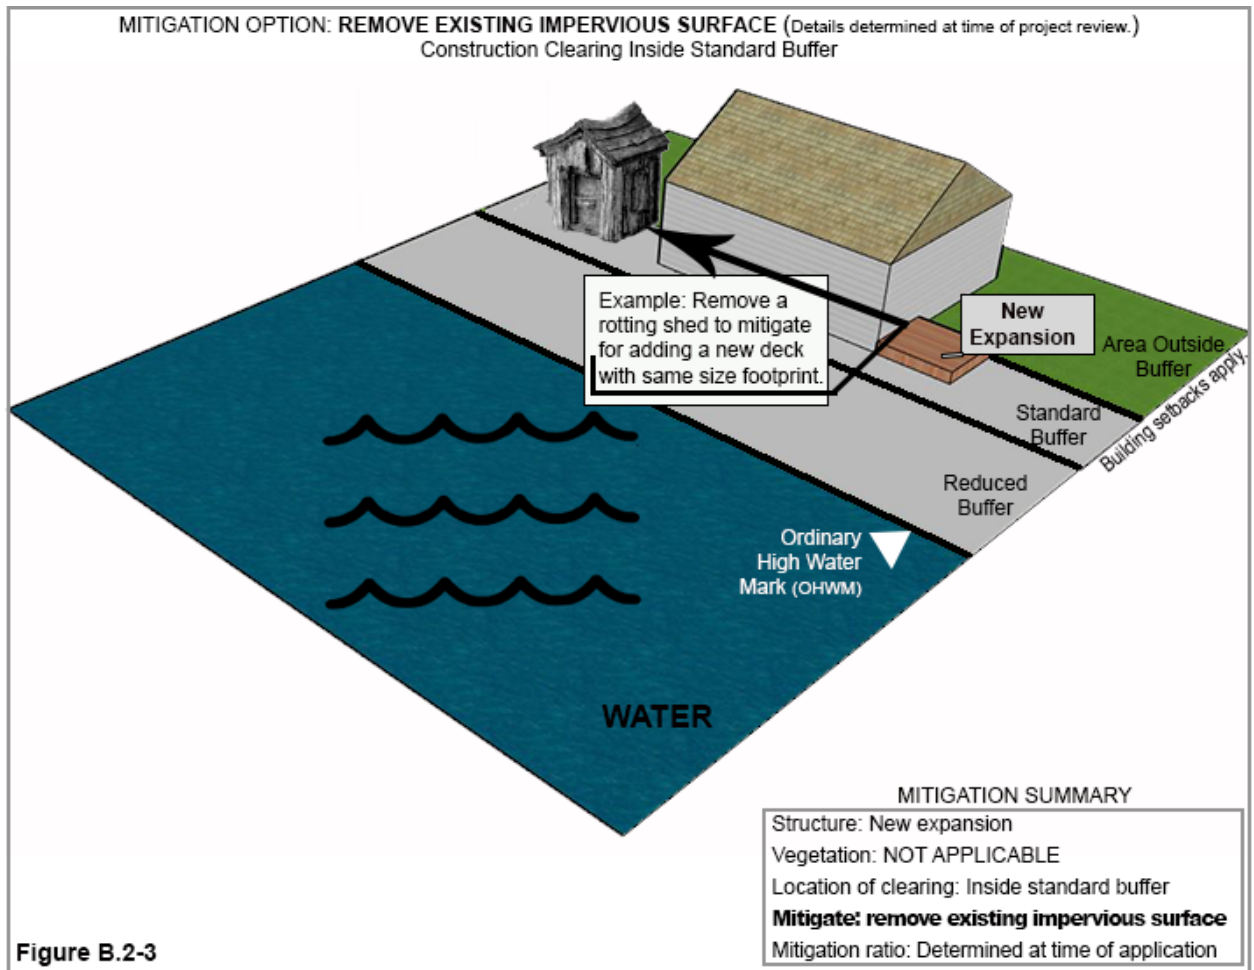 MITIGATION OPTION: REMOVE EXISTING IMPERVIOUS SURFACE (Details determined at time of project review.)
Construction Clearing Inside Standard Buffer
Example: Remove a
rotting shed to mitigate
for adding a new deck
with same size footprint.
New
Expansion
Area Outside
Buffer
Building setbacks apply.
Standard
Buffer
Reduced
Buffer
Ordinary
High Water
Mark (OHWM)
WATER
MITIGATION SUMMARY
Structure: New expansion
Vegetation: NOT APPLICABLE
Location of clearing: Inside standard buffer
Mitigate: remove existing impervious surface
Mitigation ratio: Determined at time of application
Figure B.2-3